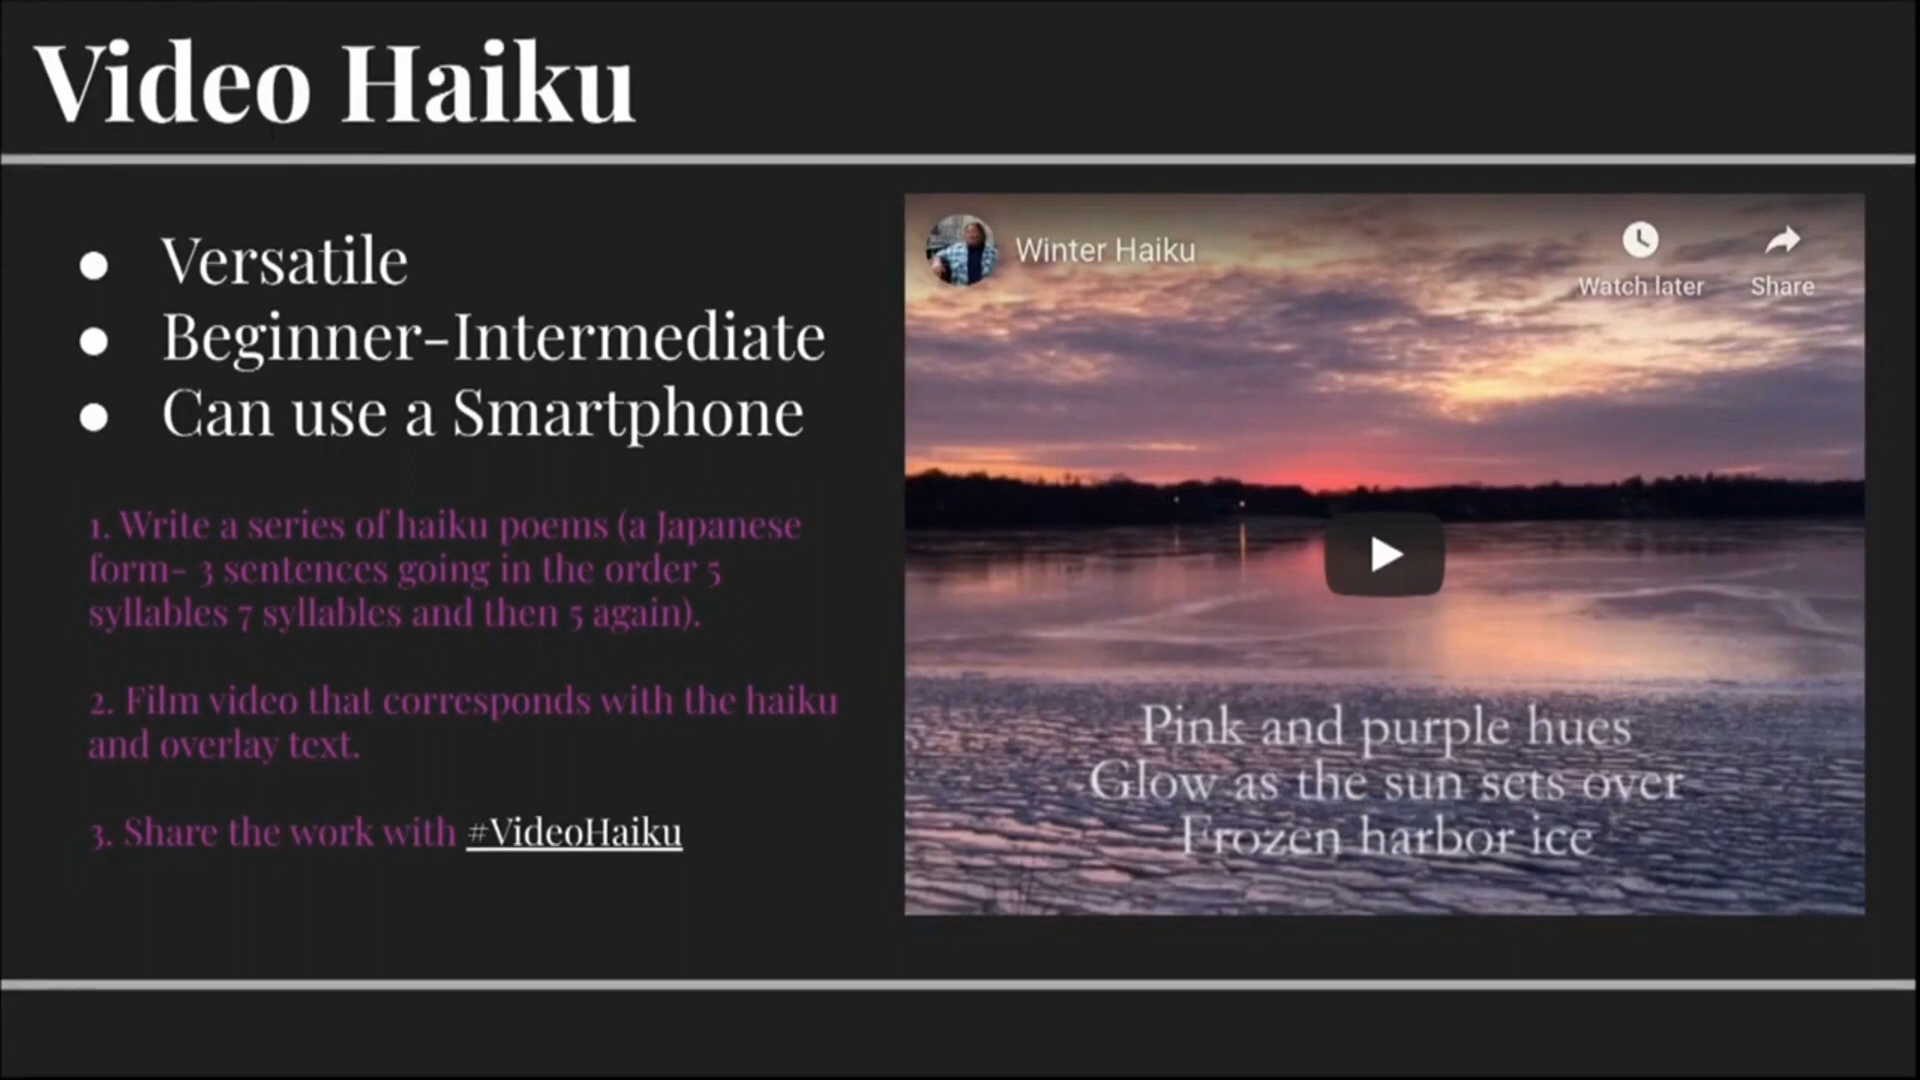 Video Haiku
● Versatile
● Beginner-Intermediate
● Can use a Smartphone
1. Write a series of haiku poems (a Japanese
form- 3 sentences going in the order 5
syllables 7 syllables and then 5 again).
2. Film video that corresponds with the haiku
and overlay text.
3. Share the work with #VideoHaiku
Winter Haiku
Watch later
Share
Pink and purple hues
Glow as the sun sets over
Frozen harbor ice